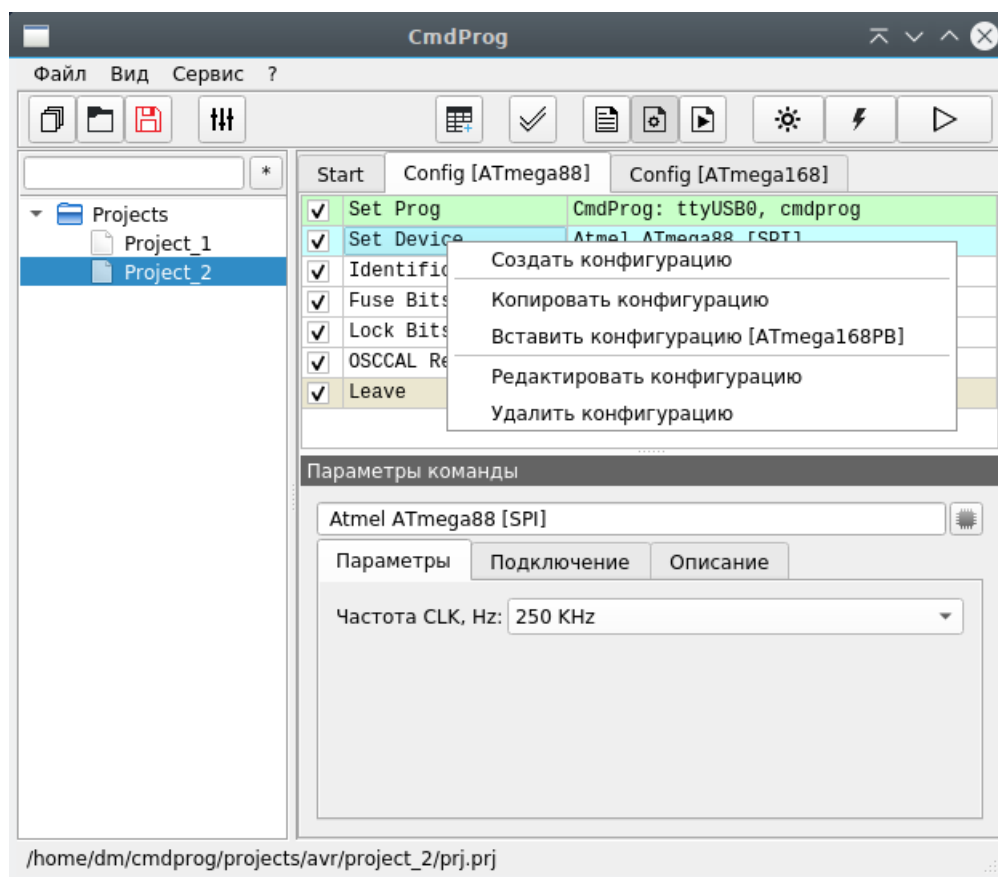 CmdProg
Файл Вид Сервис ?
*
Start Config [ATmega88] Config [ATmega168]
Projects
Project_1
Project_2
Set Prog CmdProg: ttyUSB0, cmdprog
Set Device Atmel ATmega88 [SPI]
Fuse Bits
Lock Bits
OSCCAL
Leave
Создать конфигурацию
Копировать конфигурацию
Вставить конфигурацию [ATmega168PB]
Редактировать конфигурацию
Удалить конфигурацию
Параметры команды
Atmel ATmega88 [SPI]
Параметры Подключение Описание
Частота CLK, Hz: 250 KHz
/home/dm/cmdprog/projects/avr/project_2/prj.prj